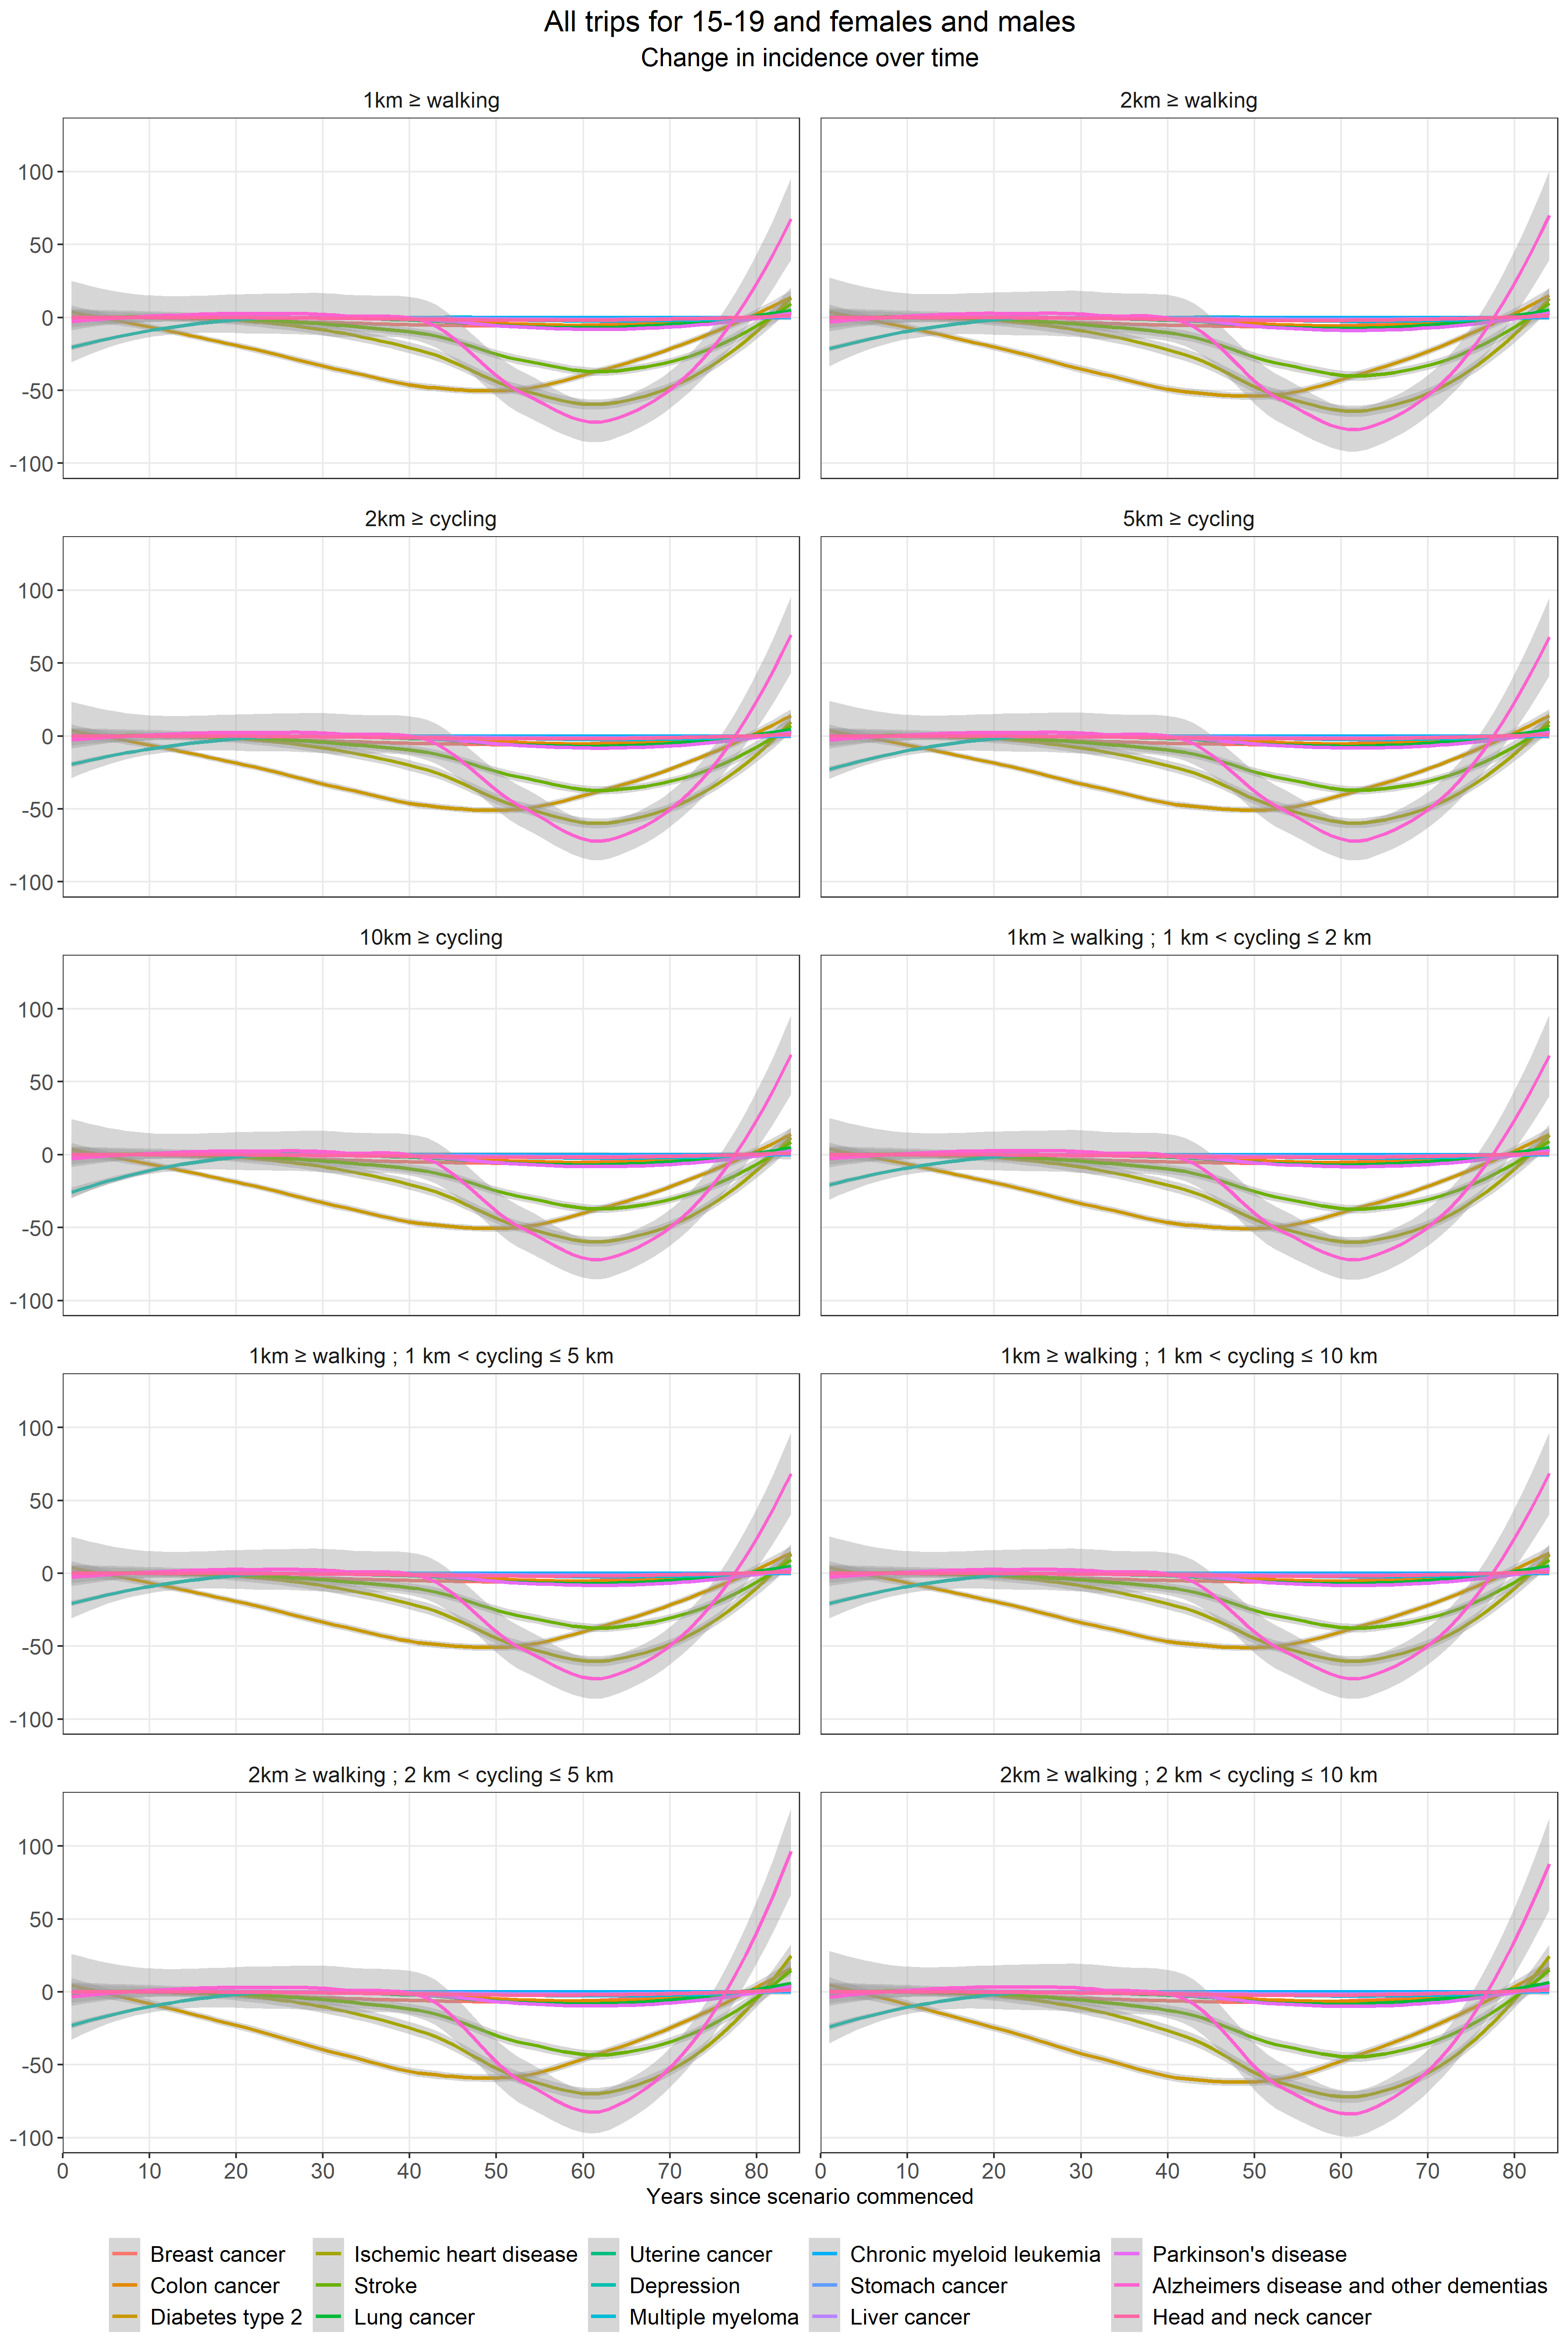 All trips for 15-19 and females and males
Change in incidence over time
1km ≥ walking
2km ≥ walking
100
50
0
-50
-100
2km ≥ cycling
5km ≥ cycling
100
50
0
-50
-100
10km ≥ cycling
1km ≥ walking ; 1 km < cycling ≤ 2 km
100
50
0
-50
-100
1km ≥ walking ; 1 km < cycling ≤ 5 km
1km ≥ walking ; 1 km < cycling ≤ 10 km
100
50
0
-50
-100
2km ≥ walking ; 2 km < cycling ≤ 5 km
2km ≥ walking ; 2 km < cycling ≤ 10 km
100
50
0
-50
-100
0 10 20 30 40 50 60 70 80
0 10 20 30 40 50 60 70 80
Years since scenario commenced
Breast cancer
Colon cancer
Diabetes type 2
Ischemic heart disease
Stroke
Lung cancer
Uterine cancer
Depression
Multiple myeloma
Chronic myeloid leukemia
Stomach cancer
Liver cancer
Parkinson's disease
Alzheimers disease and other dementias
Head and neck cancer